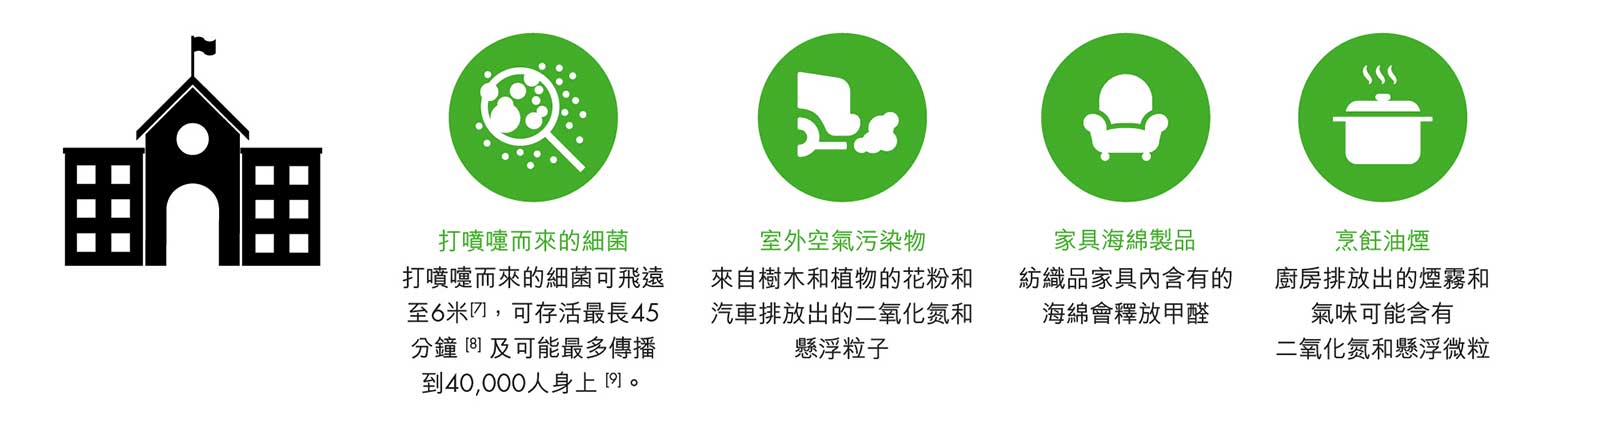 打噴嚏而來的細菌
打噴嚏而來的細菌可飛遠
至6米[7]，可存活最長45
分鐘 [8] 及可能最多傳播
到40,000人身上 [9]。
室外空氣污染物
來自樹木和植物的花粉和
汽車排放出的二氧化氮和
懸浮粒子
家具海綿製品
紡織品家具內含有的
海綿會釋放甲醛
烹飪油煙
廚房排放出的煙霧和
氣味可能含有
二氧化氮和懸浮微粒